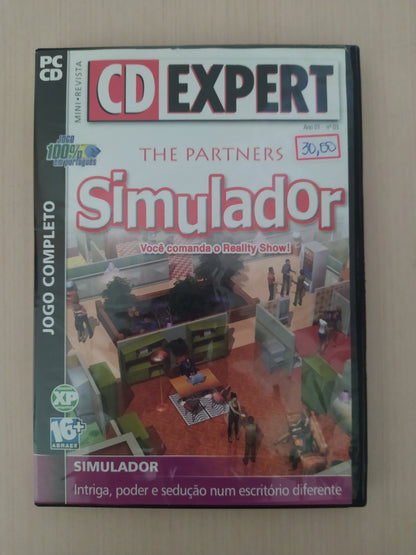 PC
CD
MINI • REVISTA
CD EXPERT
Ano 01 nº 03
JOGO
100%
em português
30,00
THE PARTNERS
Simulador
Você comanda o Reality Show!
JOGO COMPLETO
XP
16+
ABRAEX
SIMULADOR
Intriga, poder e sedução num escritório diferente